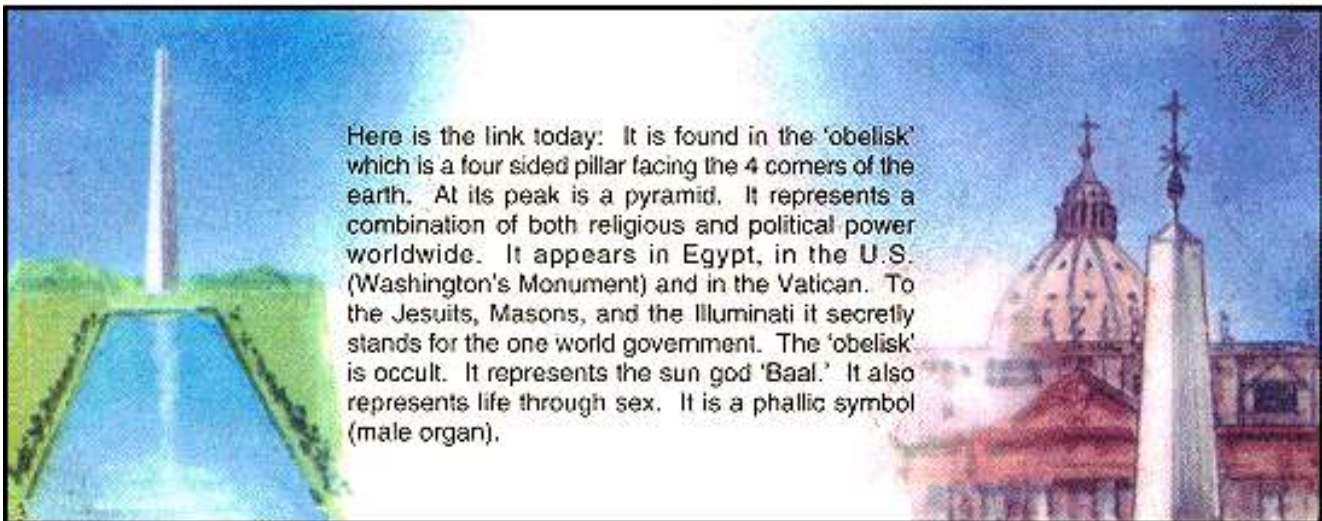 Here is the link today: It is found in the 'obelisk'
which is a four sided pillar facing the 4 corners of the
earth. At its peak is a pyramid. It represents a
combination of both religious and political power
worldwide. It appears in Egypt, in the U.S.
(Washington's Monument) and in the Vatican. To
the Jesuits, Masons, and the Illuminati it secretly
stands for the one world government. The 'obelisk'
is occult. It represents the sun god 'Baal.' It also
represents life through sex. It is a phallic symbol
(male organ).